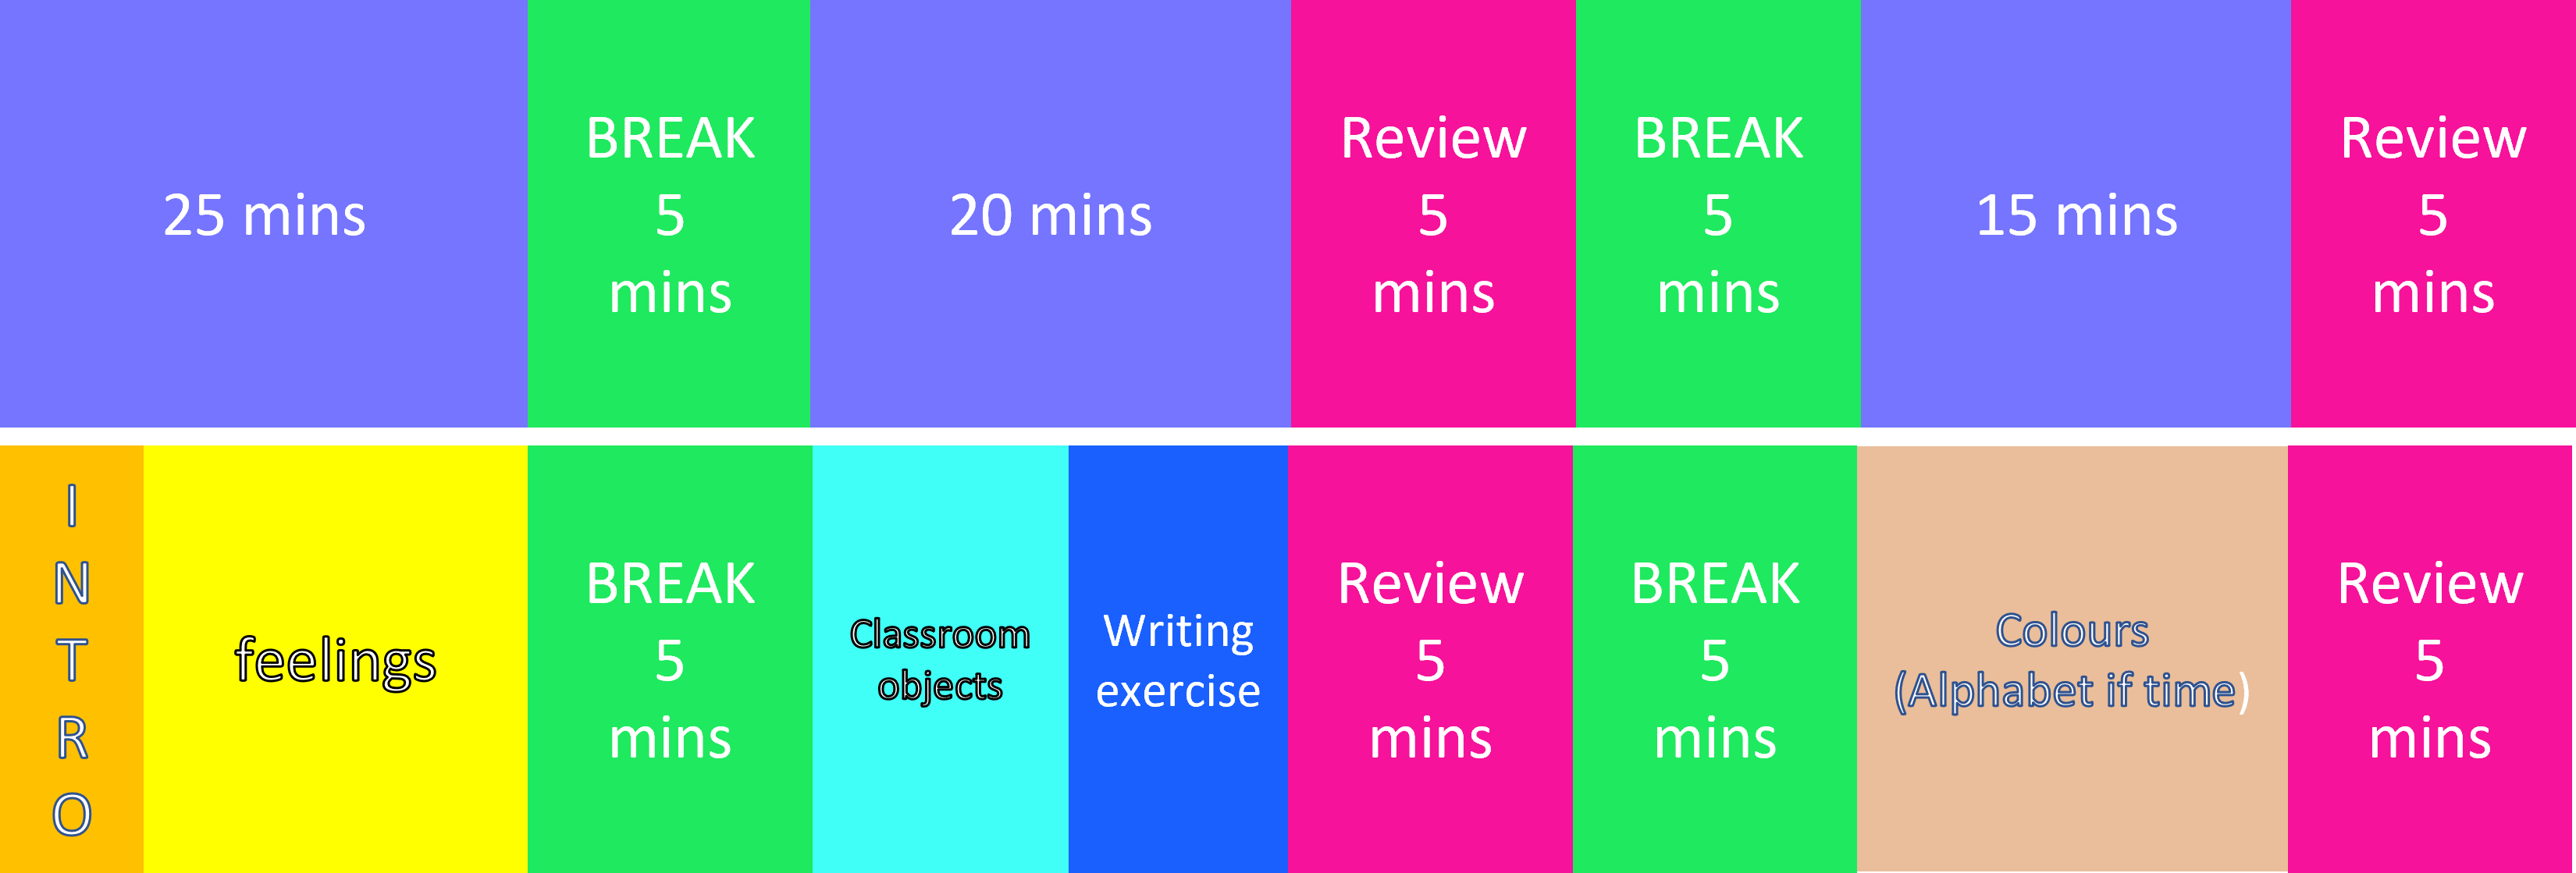 25 mins
BREAK
5
mins
20 mins
Review
5
mins
BREAK
5
mins
15 mins
Review
5
mins
I
N
T
R
O
feelings
BREAK
5
mins
Classroom
objects
Writing
exercise
Review
5
mins
BREAK
5
mins
Colours
(Alphabet if time)
Review
5
mins